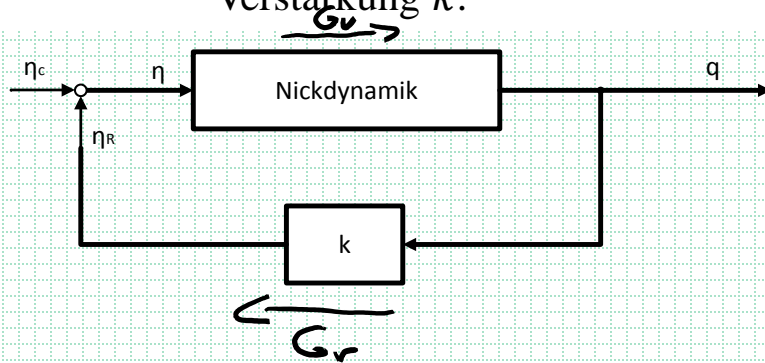 Verstärkung k.
Gv
ηc η Nickdynamik q
ηR
k
Gr